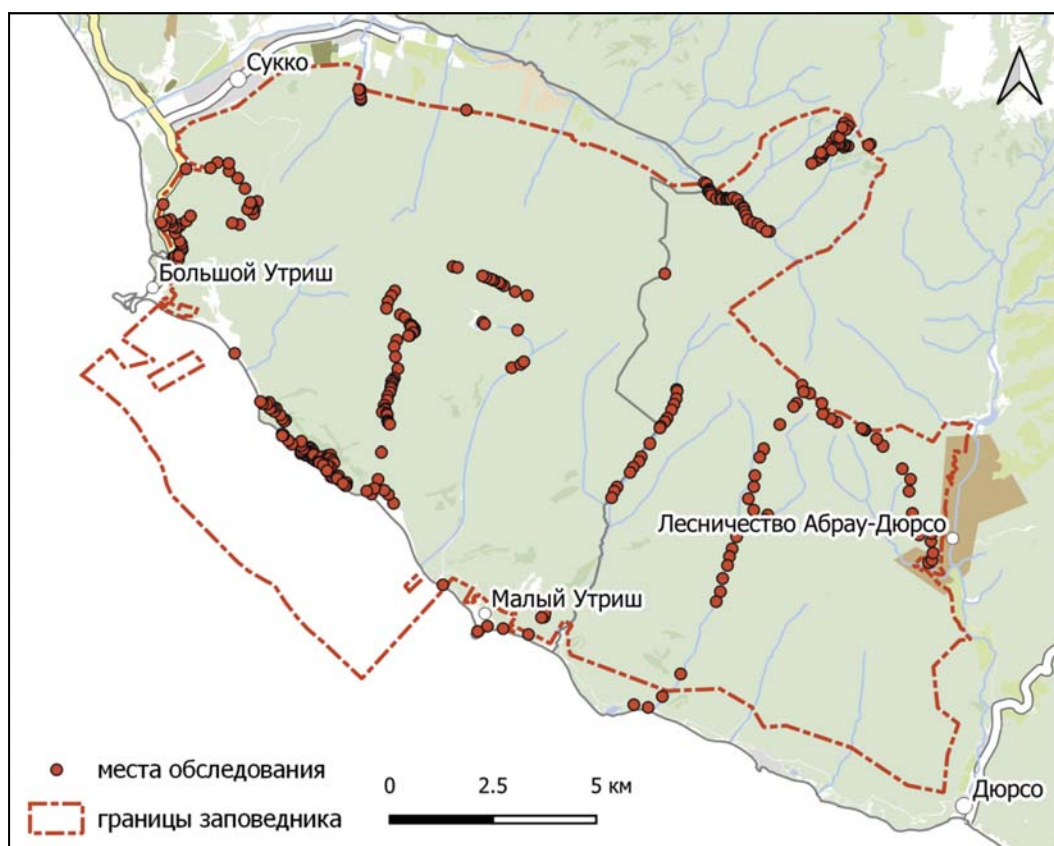 Сукко
Большой Утриш
Лесничество Абрау-Дюрсо
Малый Утриш
места обследования
0 2.5 5 км
границы заповедника
Дюрсо